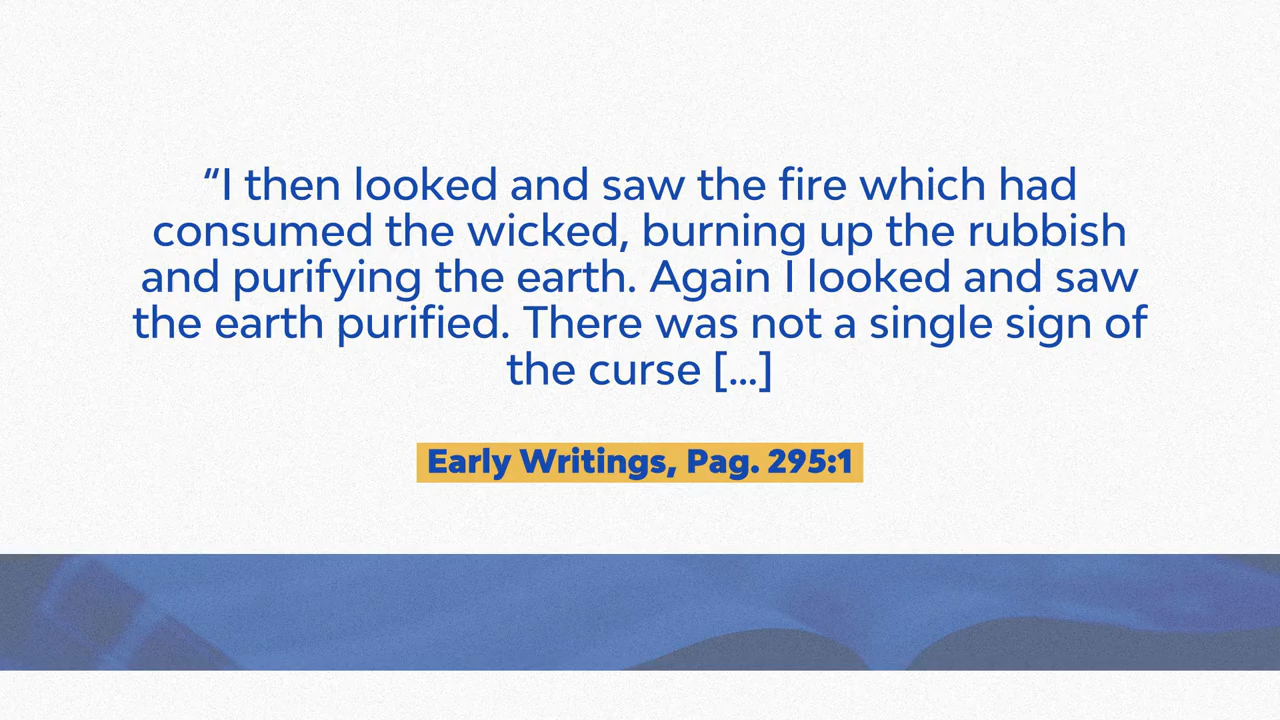 “I then looked and saw the fire which had
consumed the wicked, burning up the rubbish
and purifying the earth. Again I looked and saw
the earth purified. There was not a single sign of
the curse [...]
Early Writings, Pag. 295:1